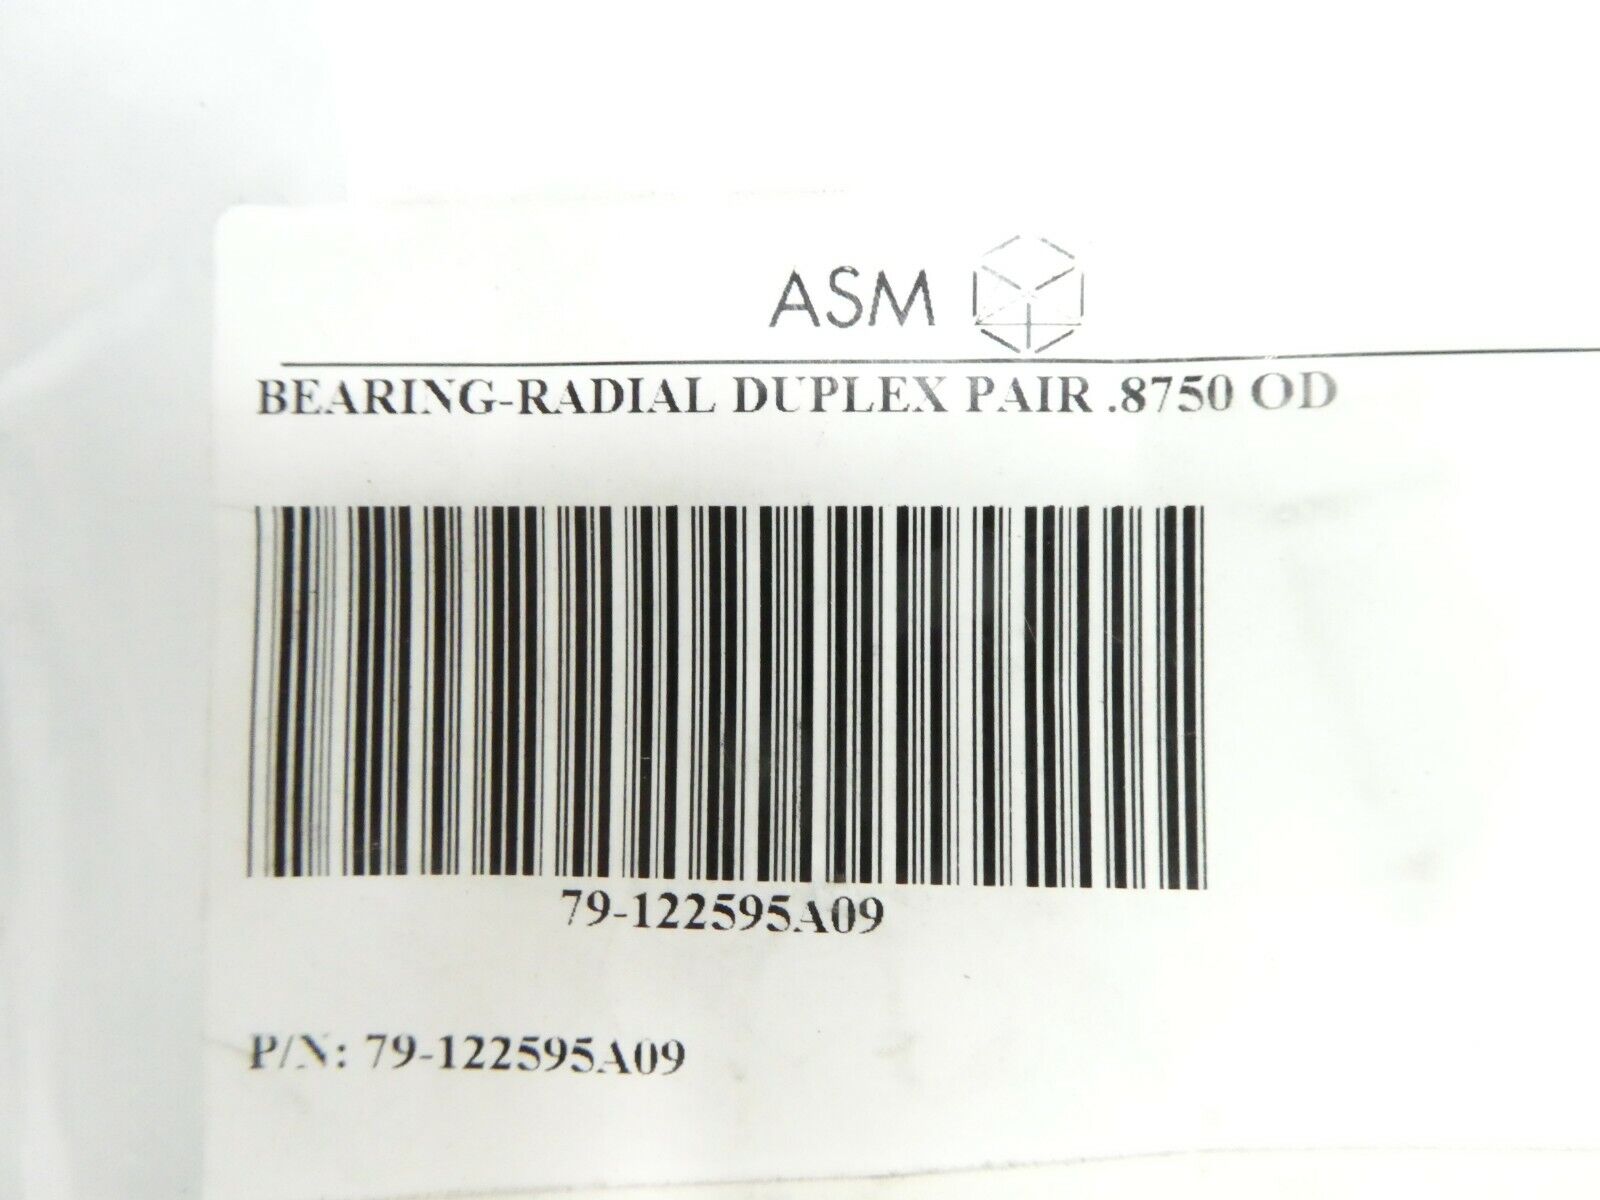 ASM
BEARING-RADIAL DUPLEX PAIR .8750 OD
79-122595A09
P/N: 79-122595A09